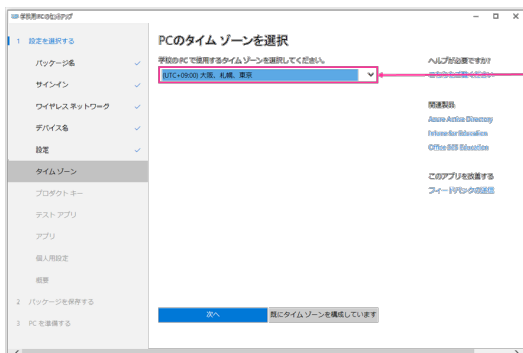 学校用PCのセットアップ
1 設定を選択する
パッケージ名
サインイン
ワイヤレス ネットワーク
デバイス名
設定
タイム ゾーン
プロダクト キー
テスト アプリ
アプリ
個人用設定
概要
2 パッケージを保存する
3 PC を準備する
PCのタイム ゾーンを選択
学校の PC で使用するタイム ゾーンを選択してください。
(UTC+09:00) 大阪、札幌、東京
次へ
既にタイム ゾーンを構成しています
ヘルプが必要ですか?
関連製品
Azure Active Directory
Intune for Education
Office 365 Education
このアプリを改善する
フィードバックの送信